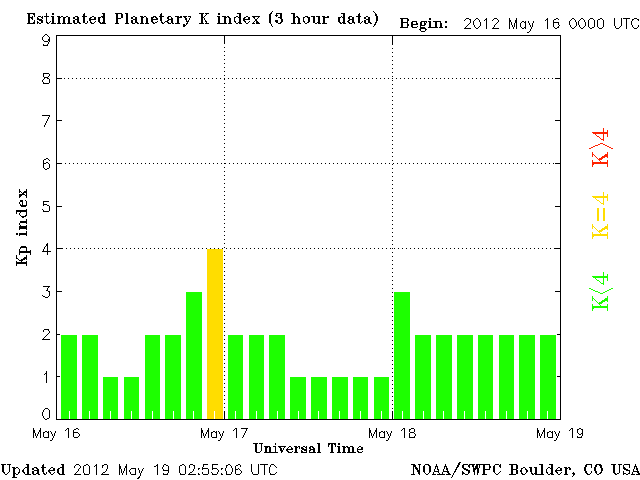 Estimated Planetary K index (3 hour data)
Begin: 2012 May 16 0000 UTC
9
8
7
6
5
4
3
2
1
0
Kp index
K>4
K=4
K<4
May 16 May 17 May 18 May 19
Universal Time
Updated 2012 May 19 02:55:06 UTC
NOAA/SWPC Boulder, CO USA